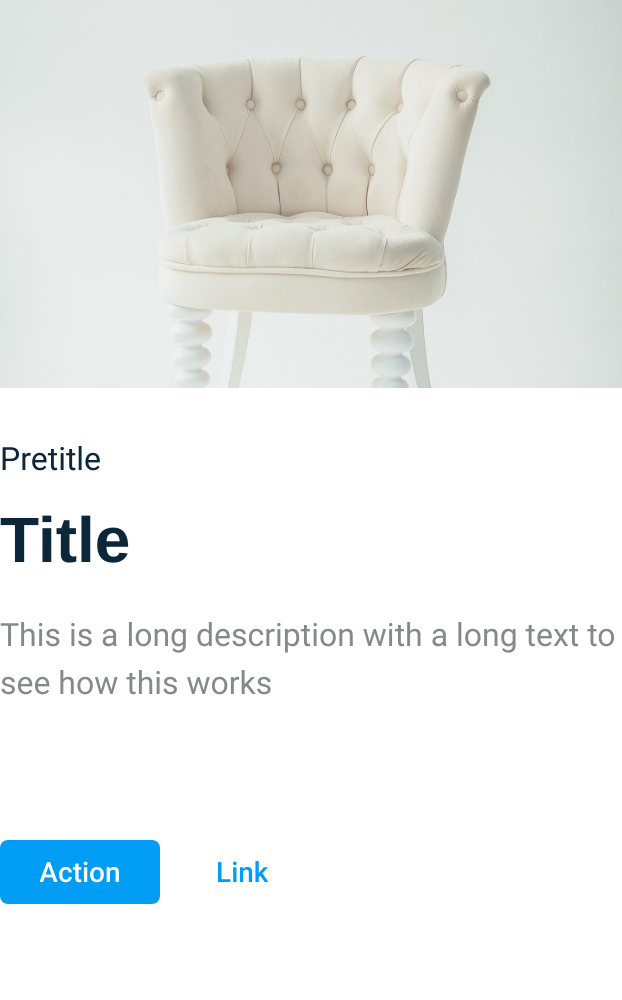 Pretitle
Title
This is a long description with a long text to
see how this works
Action
Link